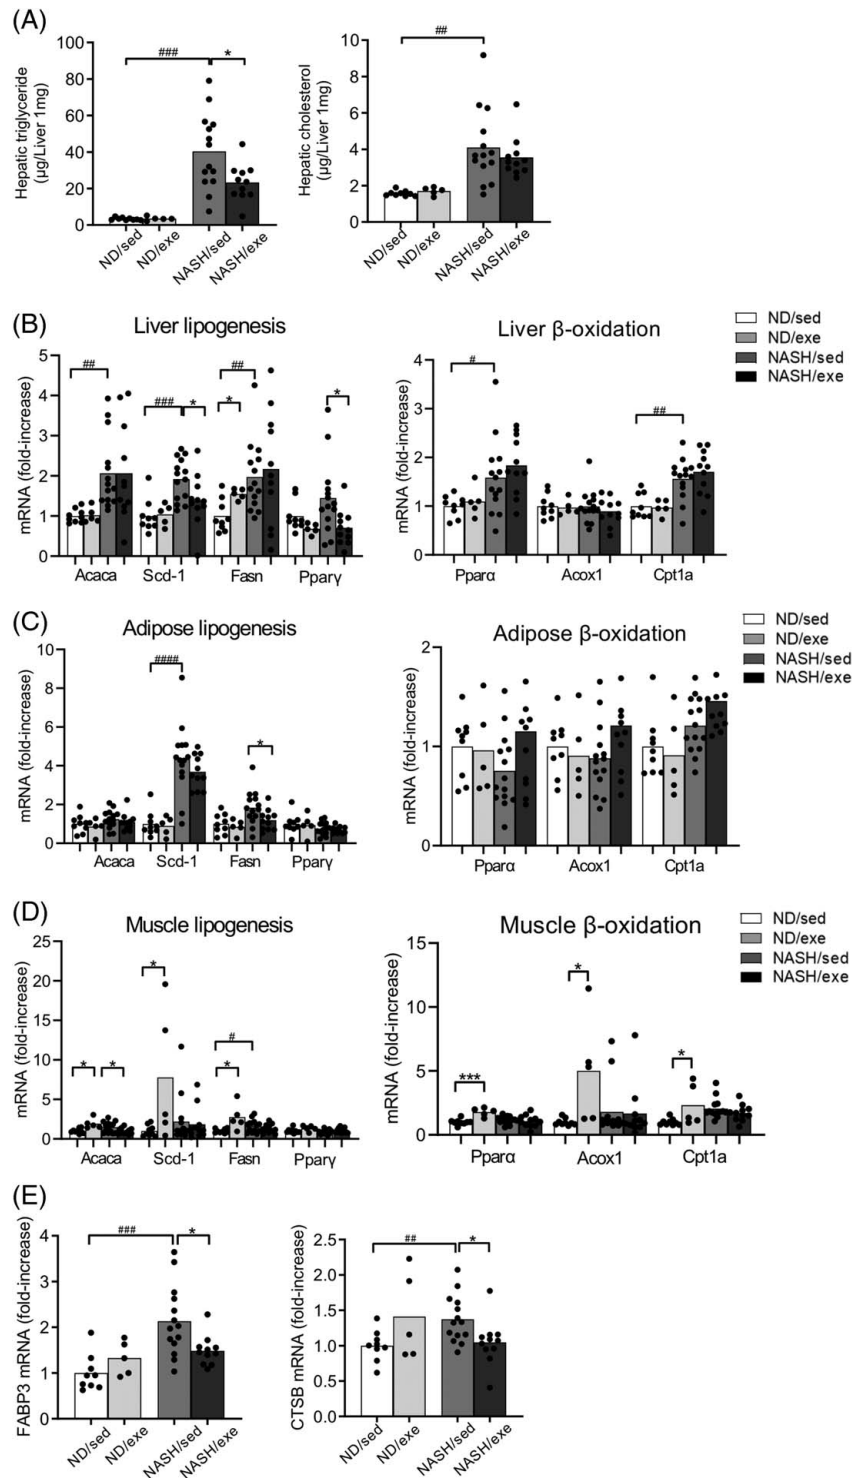 (A)
Hepatic triglyceride
(μg/Liver 1mg)
100
80
60
40
20
0
###
*
ND/sed
ND/exe
NASH/sed
NASH/exe
Hepatic cholesterol
(μg/Liver 1mg)
10
8
6
4
2
0
##
ND/sed
ND/exe
NASH/sed
NASH/exe
(B)
Liver lipogenesis
mRNA (fold-increase)
5
4
3
2
1
0
##
###
*
*
##
*
Acaca
Scd-1
Fasn
Pparγ
Liver β-oxidation
mRNA (fold-increase)
4
3
2
1
0
#
##
Pparα
Acox1
Cpt1a
ND/sed
ND/exe
NASH/sed
NASH/exe
(C)
Adipose lipogenesis
mRNA (fold-increase)
10
8
6
4
2
0
####
*
Acaca
Scd-1
Fasn
Pparγ
Adipose β-oxidation
mRNA (fold-increase)
2
1
0
Pparα
Acox1
Cpt1a
ND/sed
ND/exe
NASH/sed
NASH/exe
(D)
Muscle lipogenesis
mRNA (fold-increase)
25
20
15
10
5
0
*
*
*
#
*
Acaca
Scd-1
Fasn
Pparγ
Muscle β-oxidation
mRNA (fold-increase)
15
10
5
0
***
*
*
Pparα
Acox1
Cpt1a
ND/sed
ND/exe
NASH/sed
NASH/exe
(E)
FABP3 mRNA (fold-increase)
4
3
2
1
0
###
*
ND/sed
ND/exe
NASH/sed
NASH/exe
CTSB mRNA (fold-increase)
2.5
2.0
1.5
1.0
0.5
0.0
##
*
ND/sed
ND/exe
NASH/sed
NASH/exe